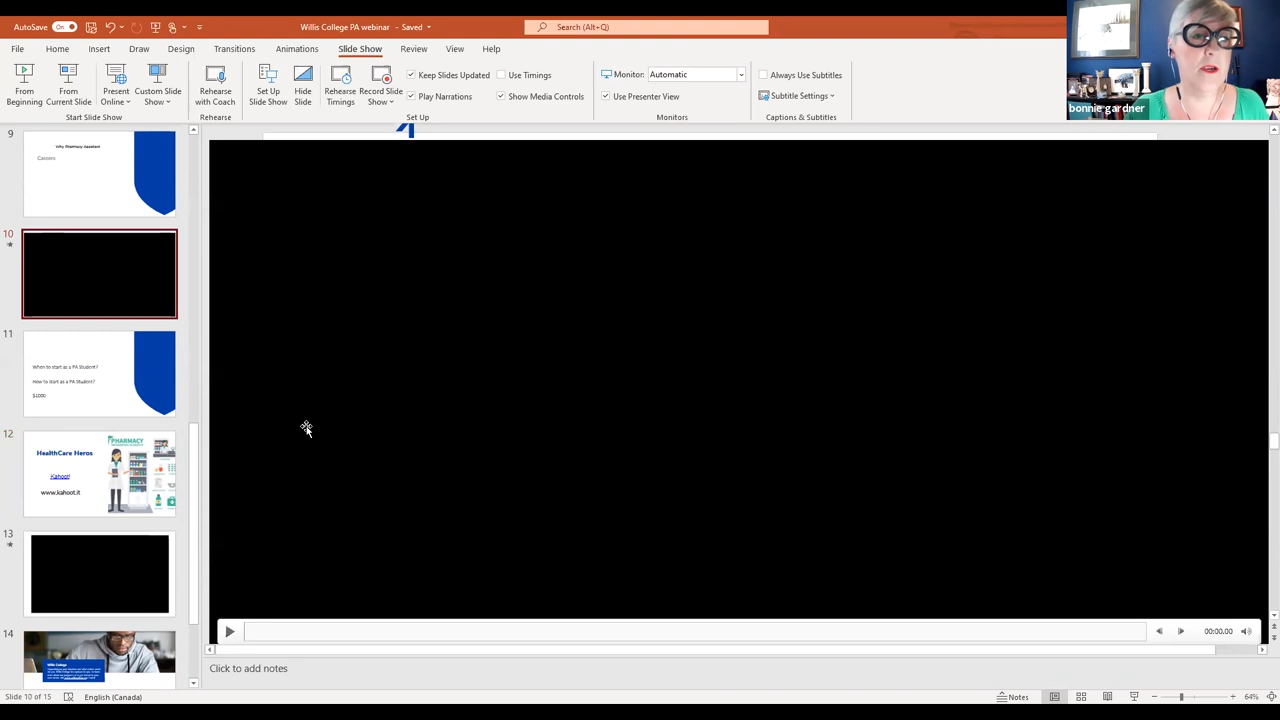 AutoSave On Willis College PA webinar - Saved Search (Alt+Q)
File Home Insert Draw Design Transitions Animations Slide Show Review View Help
From Beginning
From Current Slide
Present Online
Custom Slide Show
Start Slide Show
Rehearse with Coach
Rehearse
Set Up Slide Show
Hide Slide
Rehearse Timings
Record Slide Show
Keep Slides Updated
Play Narrations
Use Timings
Show Media Controls
Set Up
Monitor: Automatic
Use Presenter View
Monitors
Always Use Subtitles
Subtitle Settings
Captions & Subtitles
bonnie gardner
9
Why Pharmacy Assistant
Careers
10
11
When to start as a PA Student?
How to start as a PA Student?
$1000
12
HealthCare Heros
Kahoot!
www.kahoot.it
PHARMACY
13
14
Willis College
00:00.00
Click to add notes
Slide 10 of 15 English (Canada) Notes 64%